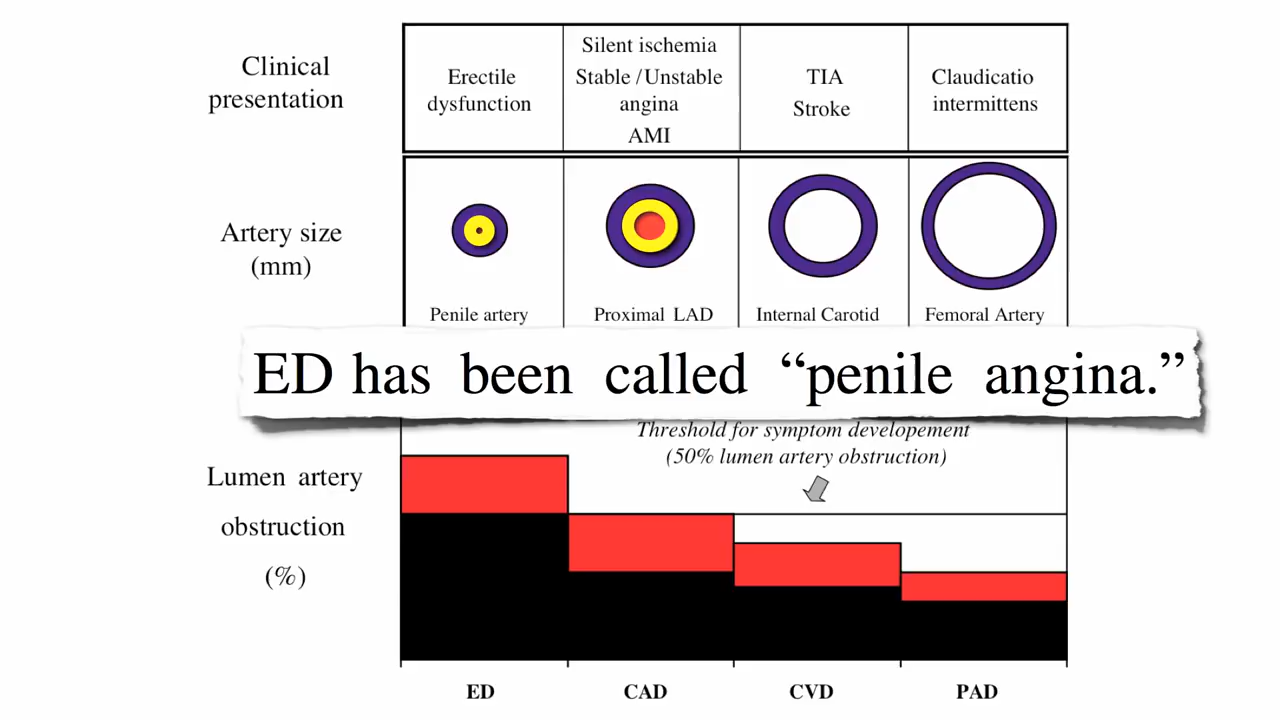 Clinical
presentation
Erectile
dysfunction
Silent ischemia
Stable / Unstable
angina
AMI
TIA
Stroke
Claudicatio
intermittens
Artery size
(mm)
Penile artery
Proximal LAD
Internal Carotid
Femoral Artery
ED has been called “penile angina.”
Threshold for symptom developement
(50% lumen artery obstruction)
Lumen artery
obstruction
(%)
ED
CAD
CVD
PAD